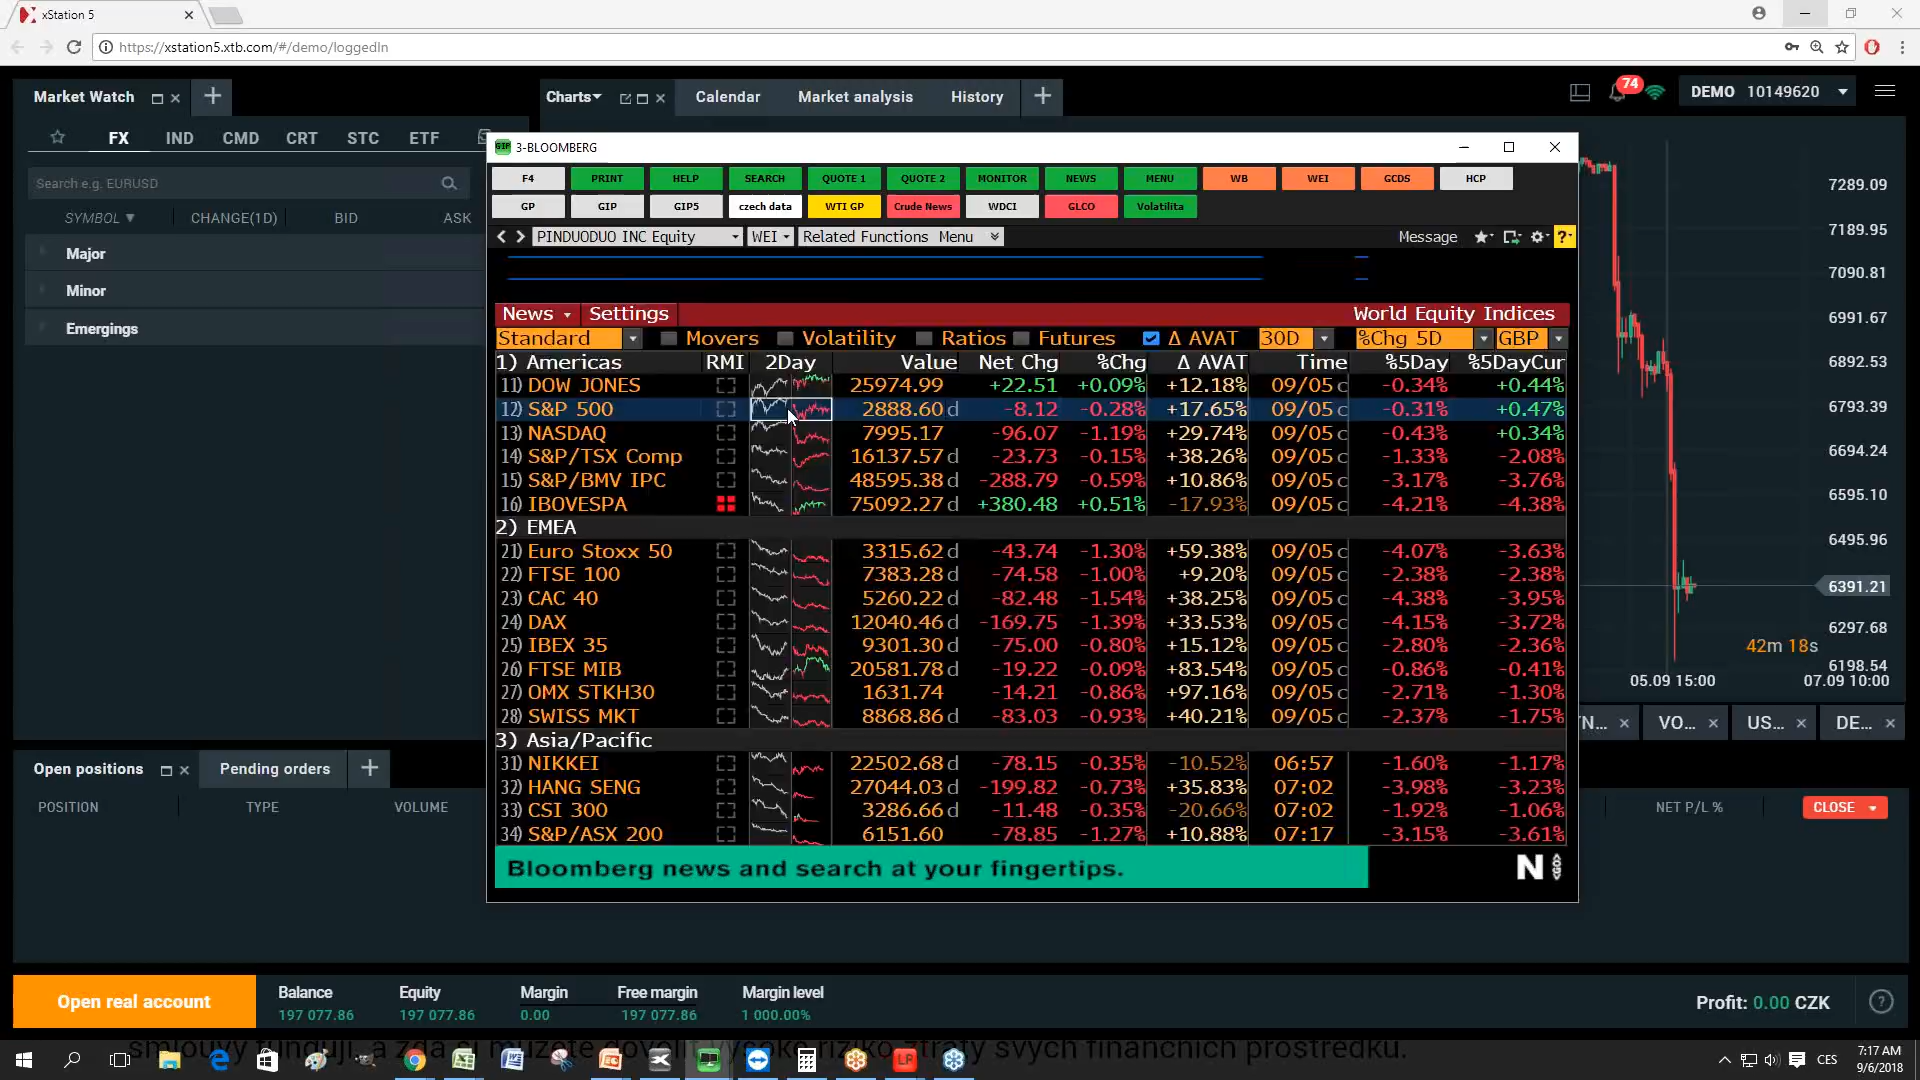 xStation 5
https://xstation5.xtb.com/#/demo/loggedIn
Market Watch
Charts
Calendar
Market analysis
History
74
DEMO 10149620
FX IND CMD CRT STC ETF
Search e.g. EURUSD
SYMBOL CHANGE(1D) BID ASK
Major
Minor
Emergings
3-BLOOMBERG
F4 PRINT HELP SEARCH QUOTE 1 QUOTE 2 MONITOR NEWS MENU WB WEI GCDS HCP
GP GIP GIP5 czech data WTI GP Crude News WDCI GLCO Volatilita
PINDUODUO INC Equity WEI Related Functions Menu Message
News Settings World Equity Indices
Standard Movers Volatility Ratios Futures Δ AVAT 30D %Chg 5D GBP
1) Americas RMI 2Day Value Net Chg %Chg Δ AVAT Time %5Day %5DayCur
11) DOW JONES 25974.99 +22.51 +0.09% +12.18% 09/05 c -0.34% +0.44%
12) S&P 500 2888.60 d -8.12 -0.28% +17.65% 09/05 c -0.31% +0.47%
13) NASDAQ 7995.17 -96.07 -1.19% +29.74% 09/05 c -0.43% +0.34%
14) S&P/TSX Comp 16137.57 d -23.73 -0.15% +38.26% 09/05 c -1.33% -2.08%
15) S&P/BMV IPC 48595.38 d -288.79 -0.59% +10.86% 09/05 c -3.17% -3.76%
16) IBOVESPA 75092.27 d +380.48 +0.51% -17.93% 09/05 c -4.21% -4.38%
2) EMEA
21) Euro Stoxx 50 3315.62 d -43.74 -1.30% +59.38% 09/05 c -4.07% -3.63%
22) FTSE 100 7383.28 d -74.58 -1.00% +9.20% 09/05 c -2.38% -2.38%
23) CAC 40 5260.22 d -82.48 -1.54% +38.25% 09/05 c -4.38% -3.95%
24) DAX 12040.46 d -169.75 -1.39% +33.53% 09/05 c -4.15% -3.72%
25) IBEX 35 9301.30 d -75.00 -0.80% +15.12% 09/05 c -2.80% -2.36%
26) FTSE MIB 20581.78 d -19.22 -0.09% +83.54% 09/05 c -0.86% -0.41%
27) OMX STKH30 1631.74 -14.21 -0.86% +97.16% 09/05 c -2.71% -1.30%
28) SWISS MKT 8868.86 d -83.03 -0.93% +40.21% 09/05 c -2.37% -1.75%
3) Asia/Pacific
31) NIKKEI 22502.68 d -78.15 -0.35% -10.52% 06:57 -1.60% -1.17%
32) HANG SENG 27044.03 d -199.82 -0.73% +35.83% 07:02 -3.98% -3.23%
33) CSI 300 3286.66 d -11.48 -0.35% -20.66% 07:02 -1.92% -1.06%
34) S&P/ASX 200 6151.60 -78.85 -1.27% +10.88% 07:17 -3.15% -3.61%
Bloomberg news and search at your fingertips.
N
7289.09
7189.95
7090.81
6991.67
6892.53
6793.39
6694.24
6595.10
6495.96
6391.21
6297.68
42m 18s
6198.54
05.09 15:00 07.09 10:00
VO... US... DE...
Open positions
Pending orders
POSITION TYPE VOLUME NET P/L % CLOSE
Open real account
Balance Equity Margin Free margin Margin level
197 077.86 197 077.86 0.00 197 077.86 1 000.00%
Profit: 0.00 CZK
ztráty svých finančních prostředků.
CES
7:17 AM
9/6/2018